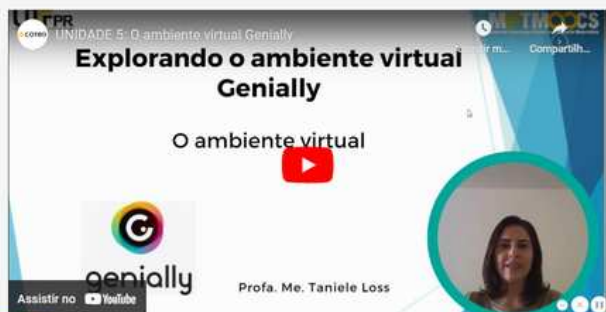 UNIDADE 5: O ambiente virtual Genially
Compartilh...
Explorando o ambiente virtual
Genially
O ambiente virtual
genially
Profa. Me. Taniele Loss
Assistir no YouTube